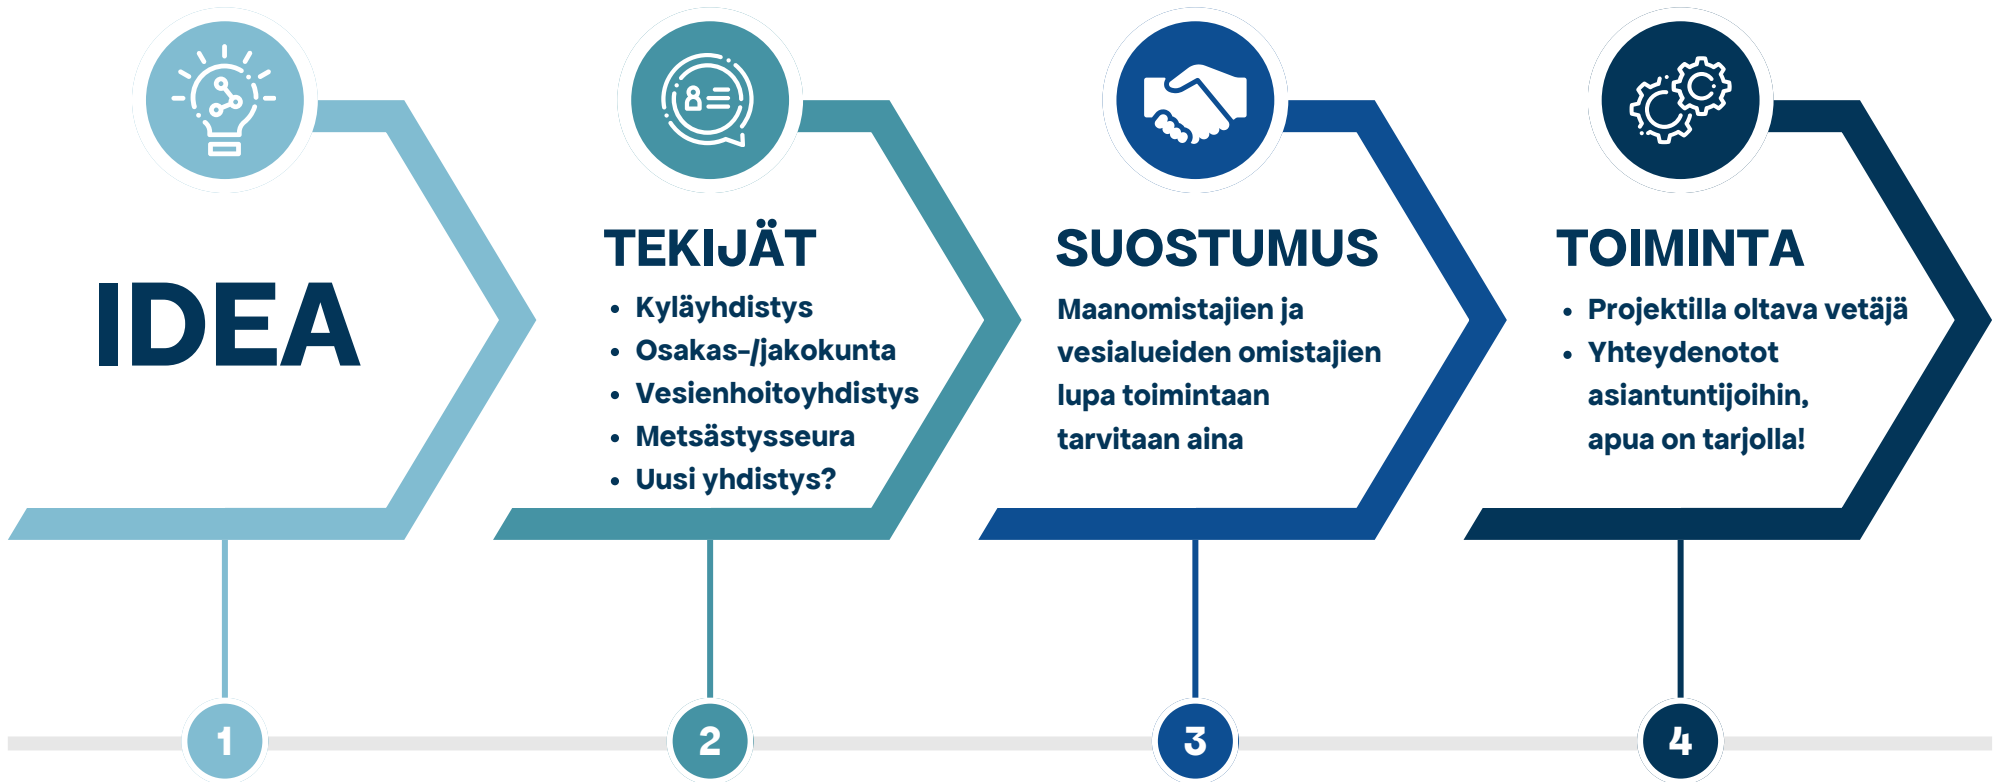 IDEA
TEKIJÄT
• Kyläyhdistys
• Osakas-/jakokunta
• Vesienhoitoyhdistys
• Metsästysseura
• Uusi yhdistys?
SUOSTUMUS
Maanomistajien ja
vesialueiden omistajien
lupa toimintaan
tarvitaan aina
TOIMINTA
• Projektilla oltava vetäjä
• Yhteydenotot
asiantuntijoihin,
apua on tarjolla!
1
2
3
4